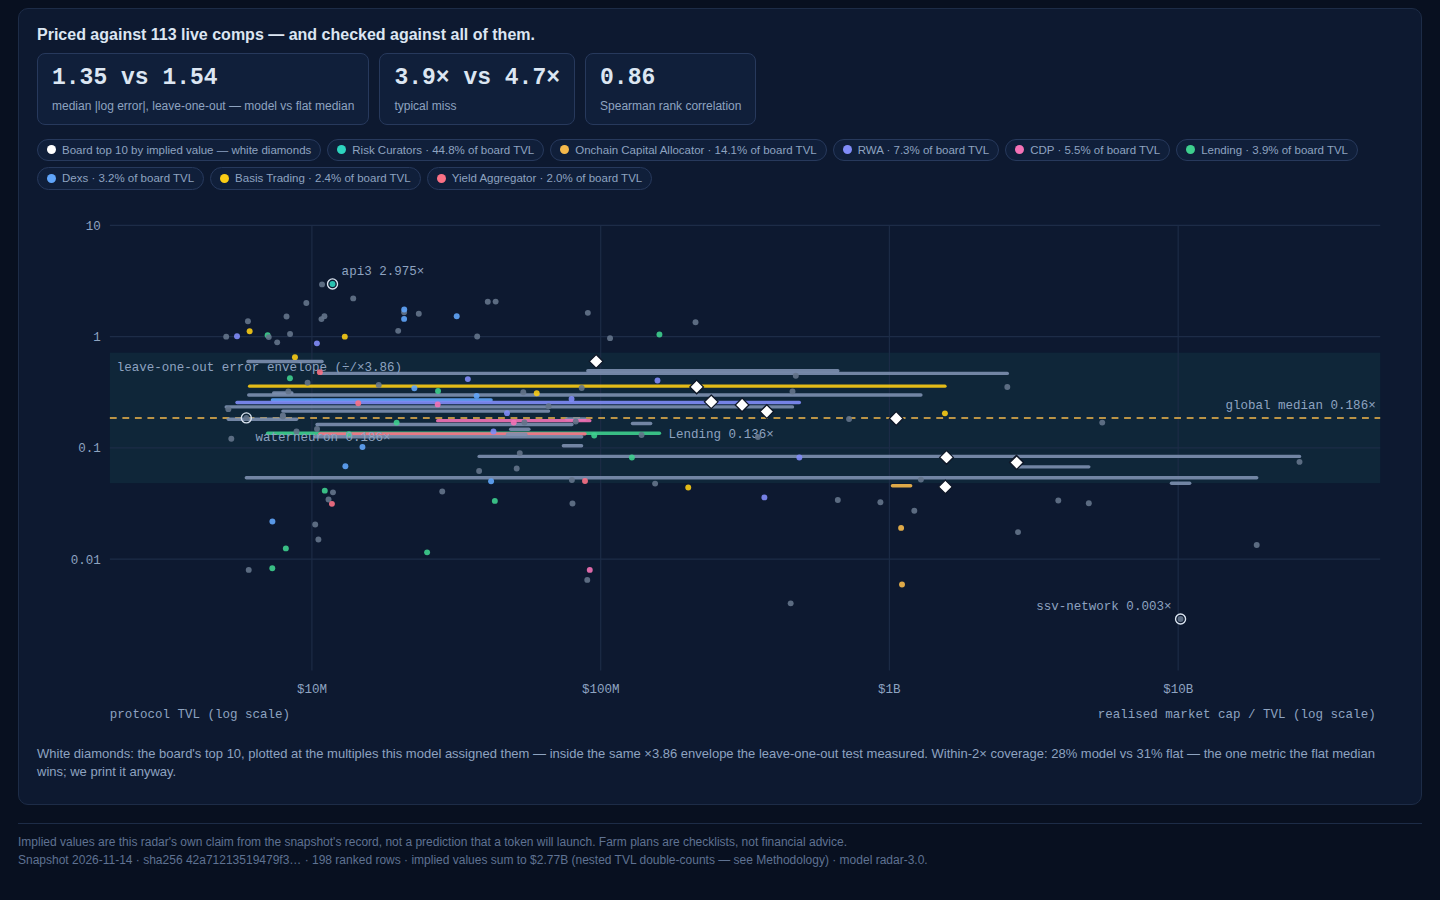 Priced against 113 live comps — and checked against all of them.
1.35 vs 1.54
median |log error|, leave-one-out — model vs flat median
3.9× vs 4.7×
typical miss
0.86
Spearman rank correlation
Board top 10 by implied value — white diamonds
Risk Curators · 44.8% of board TVL
Onchain Capital Allocator · 14.1% of board TVL
RWA · 7.3% of board TVL
CDP · 5.5% of board TVL
Lending · 3.9% of board TVL
Dexs · 3.2% of board TVL
Basis Trading · 2.4% of board TVL
Yield Aggregator · 2.0% of board TVL
10
api3 2.975×
1
leave-one-out error envelope (÷/×3.86)
global median 0.186×
waterneuron 0.186×
Lending 0.136×
0.1
0.01
ssv-network 0.003×
$10M
$100M
$1B
$10B
protocol TVL (log scale)
realised market cap / TVL (log scale)
White diamonds: the board's top 10, plotted at the multiples this model assigned them — inside the same ×3.86 envelope the leave-one-out test measured. Within-2× coverage: 28% model vs 31% flat — the one metric the flat median
wins; we print it anyway.
Implied values are this radar's own claim from the snapshot's record, not a prediction that a token will launch. Farm plans are checklists, not financial advice.
Snapshot 2026-11-14 · sha256 42a71213519479f3… · 198 ranked rows · implied values sum to $2.77B (nested TVL double-counts — see Methodology) · model radar-3.0.